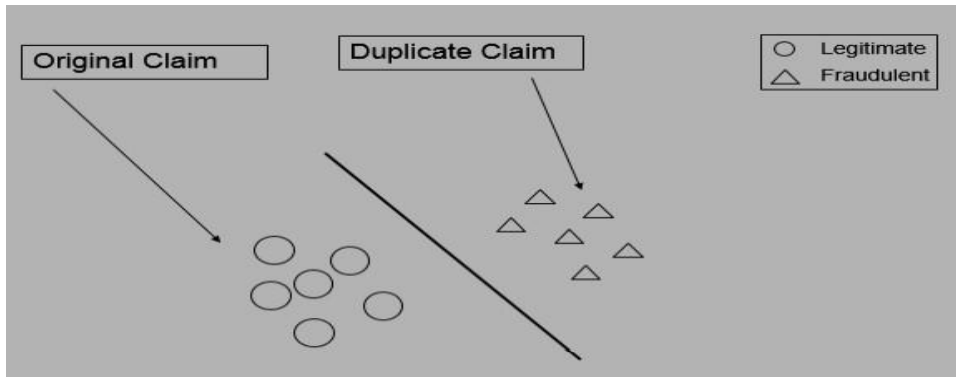 Original Claim
Duplicate Claim
Legitimate
Fraudulent